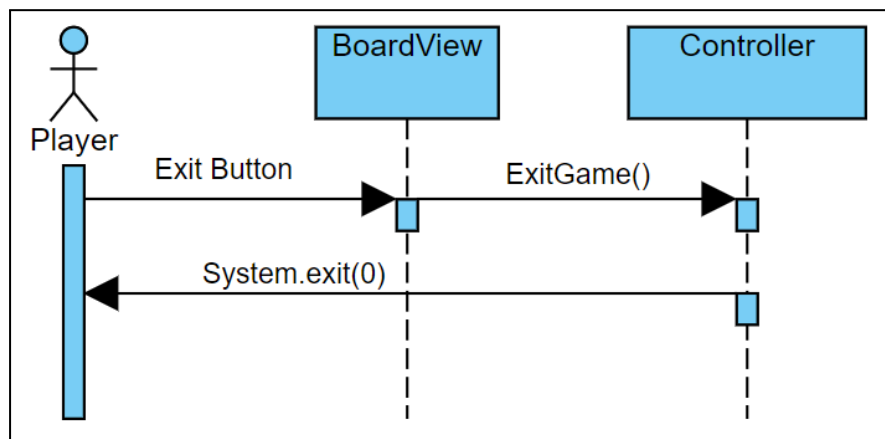 BoardView
Controller
Player
Exit Button
ExitGame()
System.exit(0)